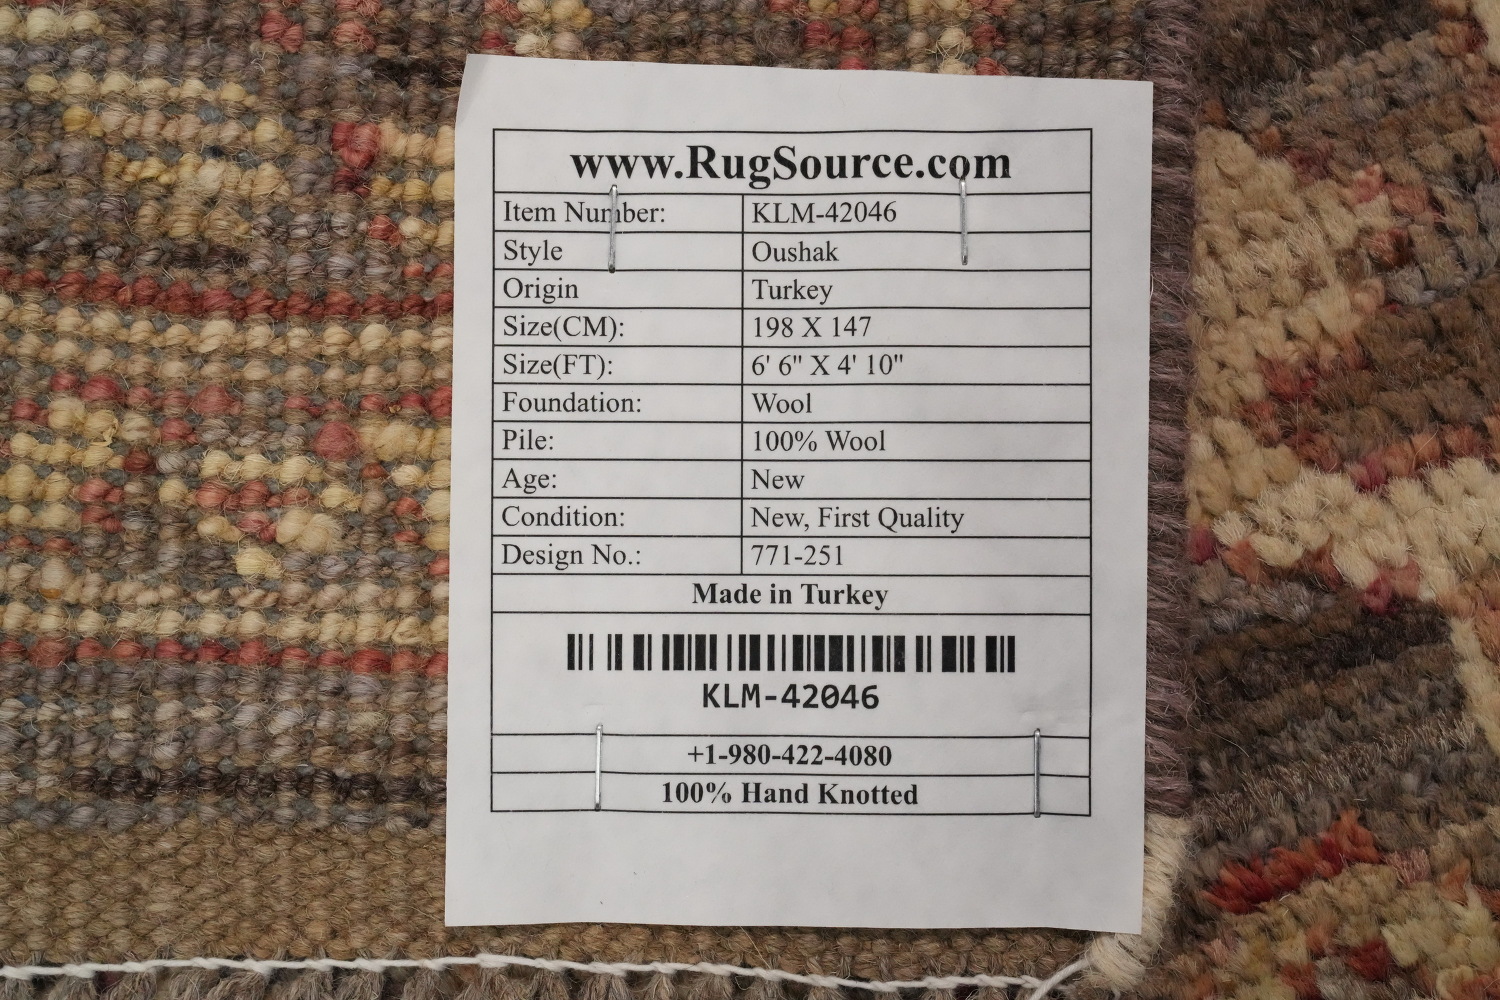 www.RugSource.com
Item Number: KLM-42046
Style Oushak
Origin Turkey
Size(CM): 198 X 147
Size(FT): 6' 6" X 4' 10"
Foundation: Wool
Pile: 100% Wool
Age: New
Condition: New, First Quality
Design No.: 771-251
Made in Turkey
KLM-42046
+1-980-422-4080
100% Hand Knotted